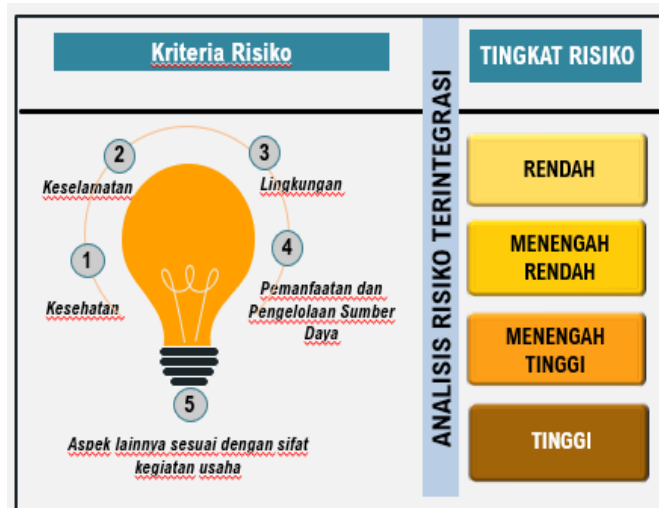 Kriteria Risiko
1
Kesehatan
2
Keselamatan
3
Lingkungan
4
Pemanfaatan dan
Pengelolaan Sumber
Daya
5
Aspek lainnya sesuai dengan sifat
kegiatan usaha
ANALISIS RISIKO TERINTEGRASI
TINGKAT RISIKO
RENDAH
MENENGAH
RENDAH
MENENGAH
TINGGI
TINGGI